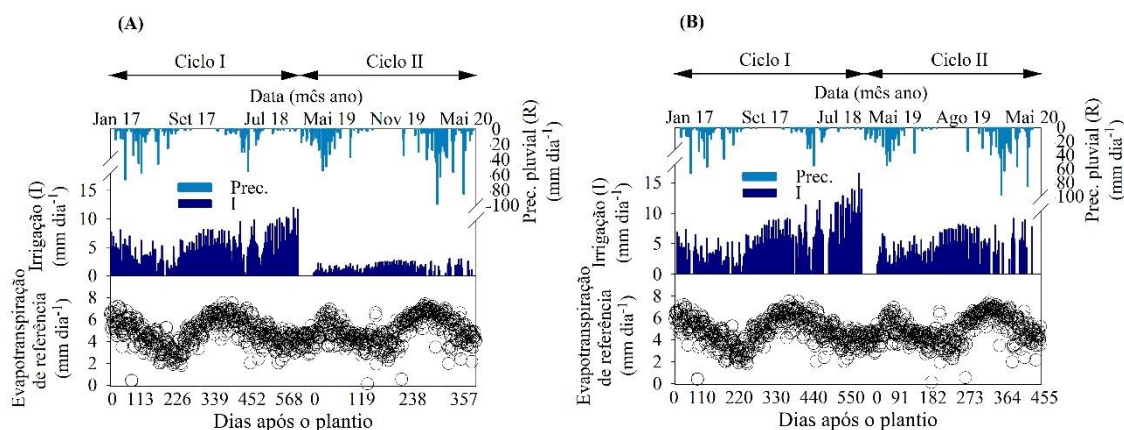 (A)
Ciclo I Ciclo II
Data (mês ano)
Jan 17 Set 17 Jul 18 Mai 19 Nov 19 Mai 20
0
20
40
60
80
100
Prec. pluvial (R)
(mm dia-1)
Prec.
I
15
10
5
0
Irrigação (I)
(mm dia-1)
8
6
4
2
0
Evapotranspiração
de referência
(mm dia-1)
0 113 226 339 452 568 0 119 238 357
Dias após o plantio
(B)
Ciclo I Ciclo II
Data (mês ano)
Jan 17 Set 17 Jul 18 Mai 19 Ago 19 Mai 20
0
20
40
60
80
100
Prec. pluvial (R)
(mm dia-1)
Prec.
I
15
10
5
0
Irrigação (I)
(mm dia-1)
8
6
4
2
0
Evapotranspiração
de referência
(mm dia-1)
0 110 220 330 440 550 0 91 182 273 364 455
Dias após o plantio